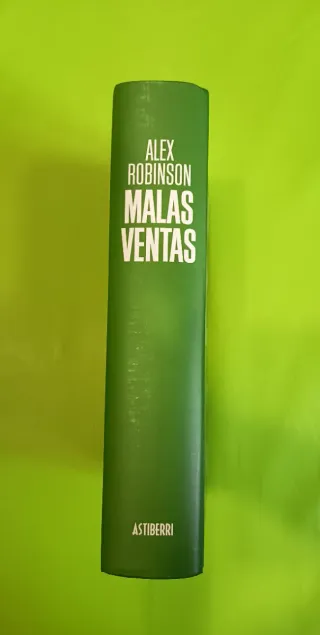 ALEX
ROBINSON
MALAS
VENTAS
ASTIBERRI